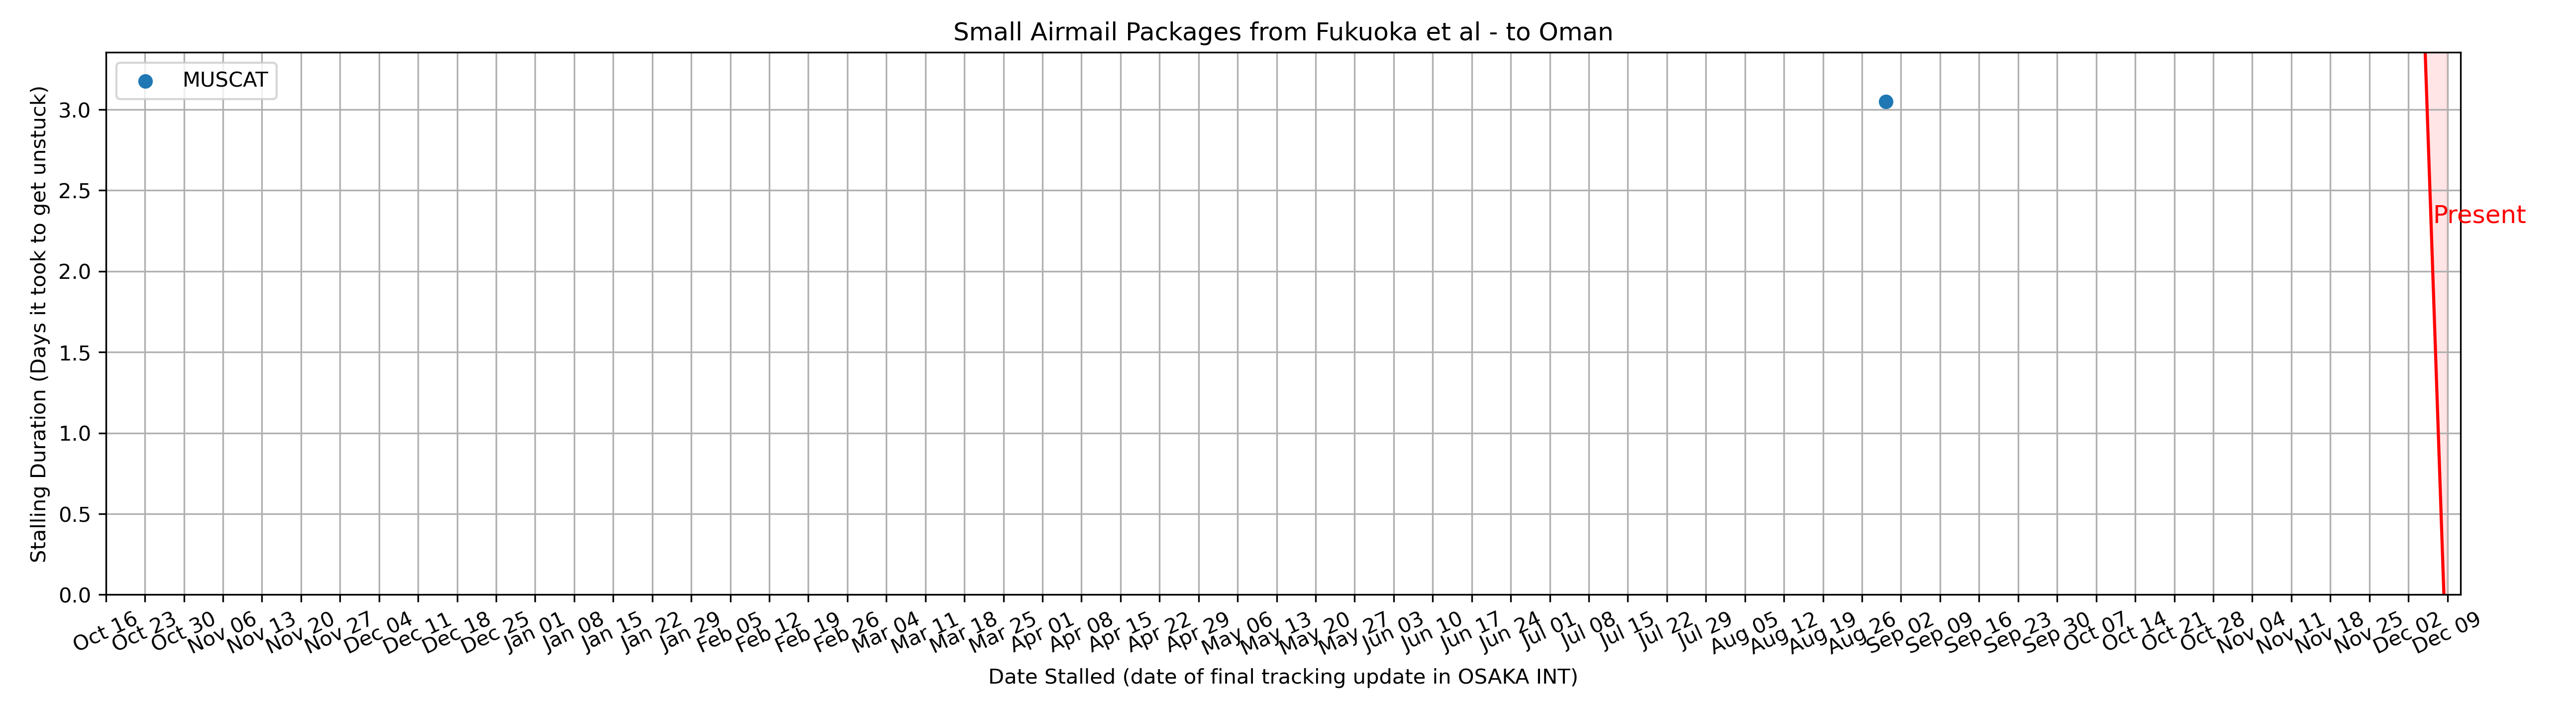 Small Airmail Packages from Fukuoka et al - to Oman
MUSCAT
Stalling Duration (Days it took to get unstuck)
3.0
2.5
2.0
1.5
1.0
0.5
0.0
Present
Oct 16 Oct 23 Oct 30 Nov 06 Nov 13 Nov 20 Nov 27 Dec 04 Dec 11 Dec 18 Dec 25 Jan 01 Jan 08 Jan 15 Jan 22 Jan 29 Feb 05 Feb 12 Feb 19 Feb 26 Mar 04 Mar 11 Mar 18 Mar 25 Apr 01 Apr 08 Apr 15 Apr 22 Apr 29 May 06 May 13 May 20 May 27 Jun 03 Jun 10 Jun 17 Jun 24 Jul 01 Jul 08 Jul 15 Jul 22 Jul 29 Aug 05 Aug 12 Aug 19 Aug 26 Sep 02 Sep 09 Sep 16 Sep 23 Sep 30 Oct 07 Oct 14 Oct 21 Oct 28 Nov 04 Nov 11 Nov 18 Nov 25 Dec 02 Dec 09
Date Stalled (date of final tracking update in OSAKA INT)